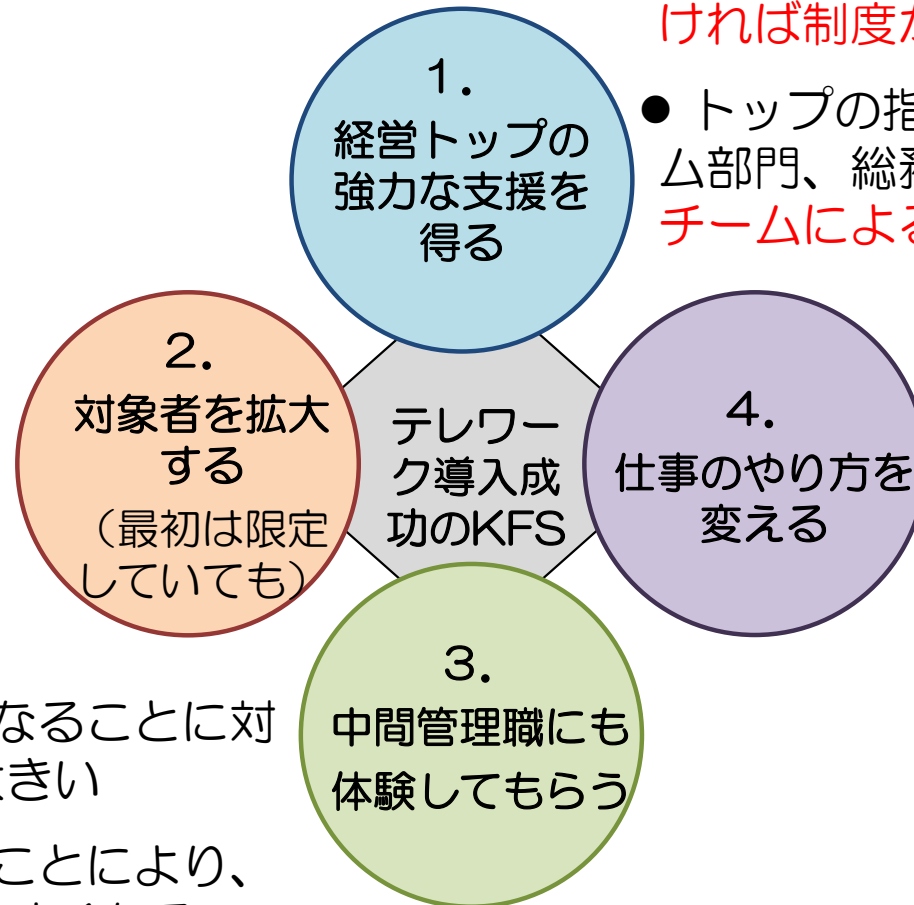 ければ制度が
1.
経営トップの
強力な支援を
得る
● トップの指
ム部門、総務
チームによる
2.
対象者を拡大
する
（最初は限定
していても）
テレワー
ク導入成
功のKFS
4.
仕事のやり方を
変える
3.
中間管理職にも
体験してもらう
なることに対
大きい
ことにより、